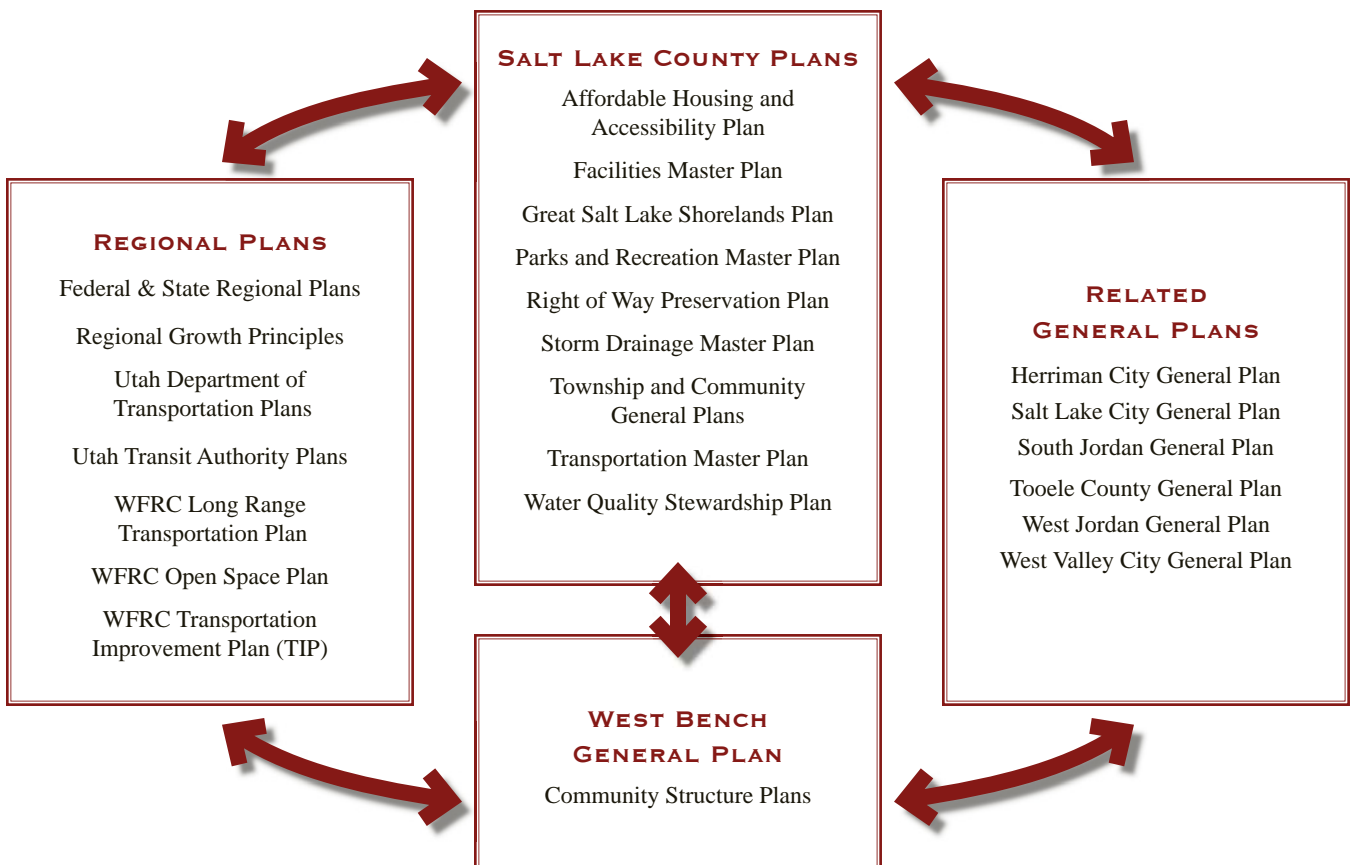 SALT LAKE COUNTY PLANS
Affordable Housing and
Accessibility Plan
Facilities Master Plan
Great Salt Lake Shorelands Plan
Parks and Recreation Master Plan
Right of Way Preservation Plan
Storm Drainage Master Plan
Township and Community
General Plans
Transportation Master Plan
Water Quality Stewardship Plan
REGIONAL PLANS
Federal & State Regional Plans
Regional Growth Principles
Utah Department of
Transportation Plans
Utah Transit Authority Plans
WFRC Long Range
Transportation Plan
WFRC Open Space Plan
WFRC Transportation
Improvement Plan (TIP)
RELATED
GENERAL PLANS
Herriman City General Plan
Salt Lake City General Plan
South Jordan General Plan
Tooele County General Plan
West Jordan General Plan
West Valley City General Plan
WEST BENCH
GENERAL PLAN
Community Structure Plans